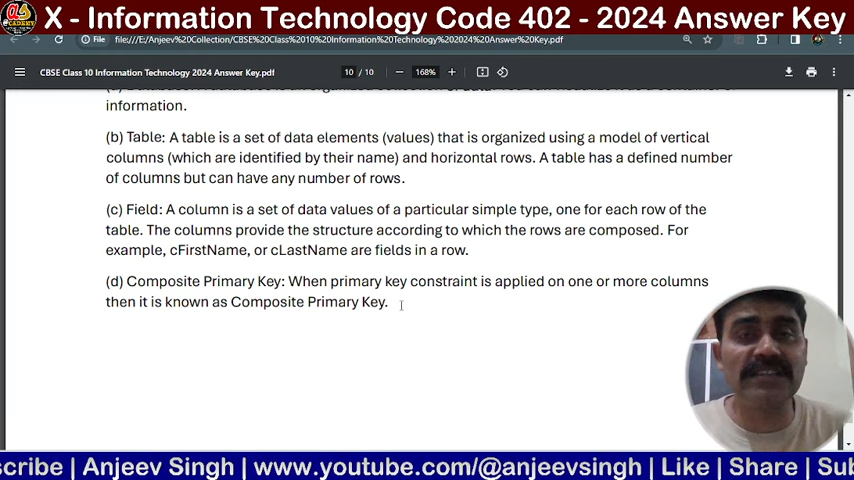 X - Information Technology Code 402 - 2024 Answer Key
ACADEMY
File file:///E:/Anjeev%20Collection/CBSE%20Class%2010%20Information%20Technology%202024%20Answer%20Key.pdf
CBSE Class 10 Information Technology 2024 Answer Key.pdf 10 / 10 168%
information.
(b) Table: A table is a set of data elements (values) that is organized using a model of vertical
columns (which are identified by their name) and horizontal rows. A table has a defined number
of columns but can have any number of rows.
(c) Field: A column is a set of data values of a particular simple type, one for each row of the
table. The columns provide the structure according to which the rows are composed. For
example, cFirstName, or cLastName are fields in a row.
(d) Composite Primary Key: When primary key constraint is applied on one or more columns
then it is known as Composite Primary Key.
scribe | Anjeev Singh | www.youtube.com/@anjeevsingh | Like | Share | Sub